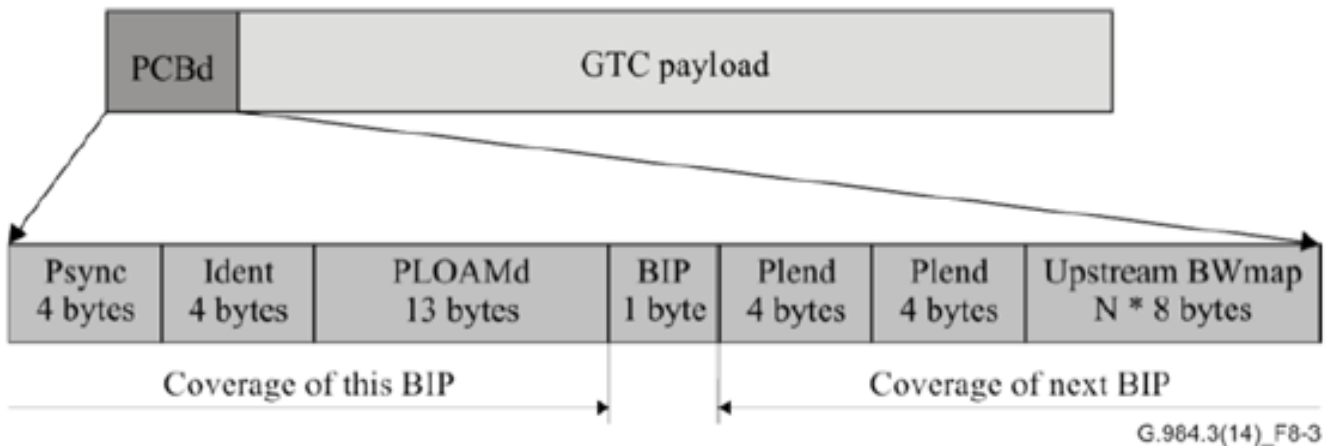 PCBd
GTC payload
Psync
4 bytes
Ident
4 bytes
PLOAMd
13 bytes
BIP
1 byte
Plend
4 bytes
Plend
4 bytes
Upstream BWmap
N * 8 bytes
Coverage of this BIP
Coverage of next BIP
G.984.3(14)_F8-3